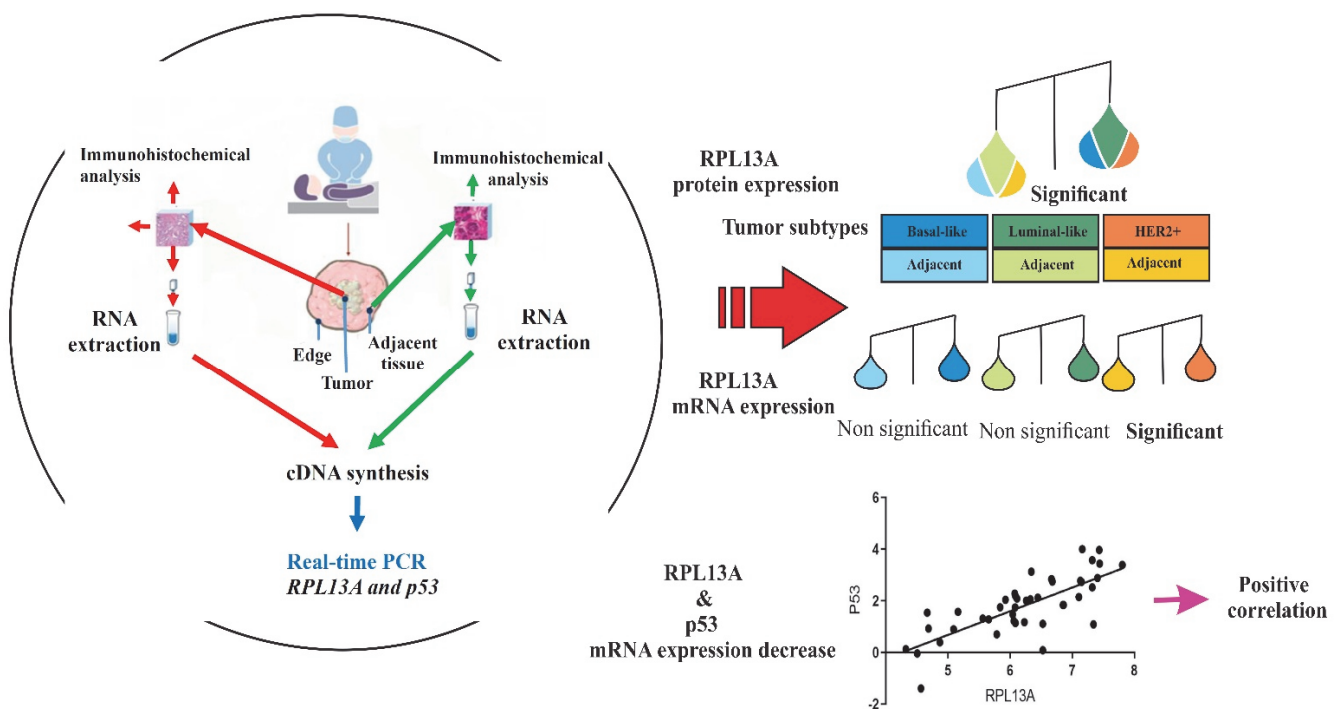 Immunohistochemical
analysis
Immunohistochemical
analysis
RNA
extraction
RNA
extraction
Edge
Adjacent
tissue
Tumor
cDNA synthesis
Real-time PCR
RPL13A and p53
RPL13A
protein expression
Significant
Tumor subtypes
Basal-like
Luminal-like
HER2+
Adjacent
Adjacent
Adjacent
RPL13A
mRNA expression
Non significant
Non significant
Significant
RPL13A
&
p53
mRNA expression decrease
6
4
2
0
-2
P53
5
6
7
8
RPL13A
Positive
correlation